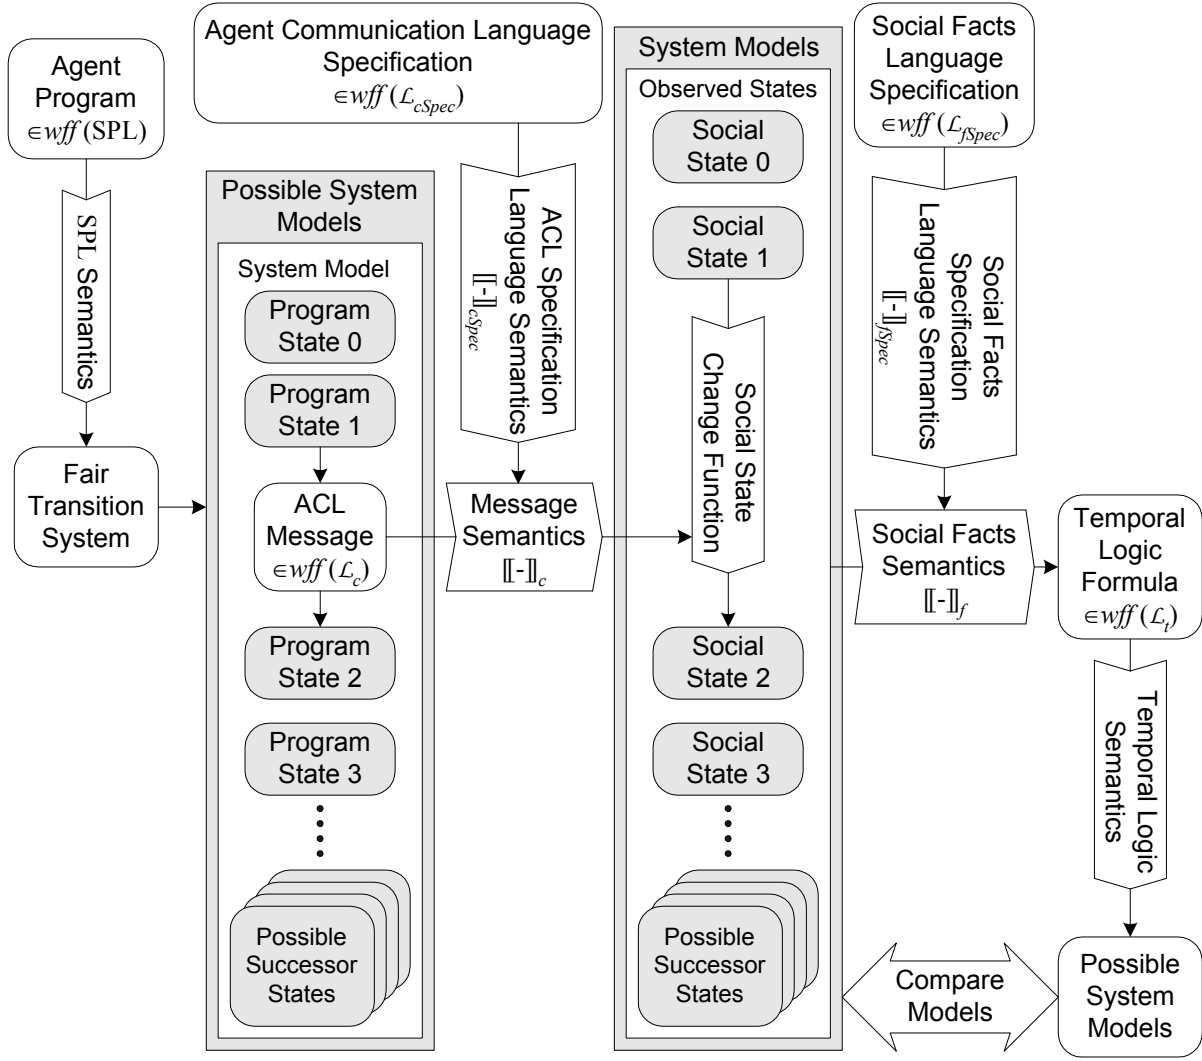 Agent
Program
∈wff (SPL)
SPL Semantics
Fair
Transition
System
Possible System
Models
System Model
Program
State 0
Program
State 1
ACL
Message
∈wff (ℒc)
Program
State 2
Program
State 3
Possible
Successor
States
Agent Communication Language
Specification
∈wff (ℒcSpec)
ACL Specification
Language Semantics
⟦-⟧cSpec
Message
Semantics
⟦-⟧c
System Models
Observed States
Social
State 0
Social
State 1
Social State
Change Function
Social
State 2
Social
State 3
Possible
Successor
States
Social Facts
Language
Specification
∈wff (ℒfSpec)
Social Facts
Specification
Language Semantics
⟦-⟧fSpec
Social Facts
Semantics
⟦-⟧f
Temporal
Logic
Formula
∈wff (ℒt)
Temporal Logic
Semantics
Compare
Models
Possible
System
Models